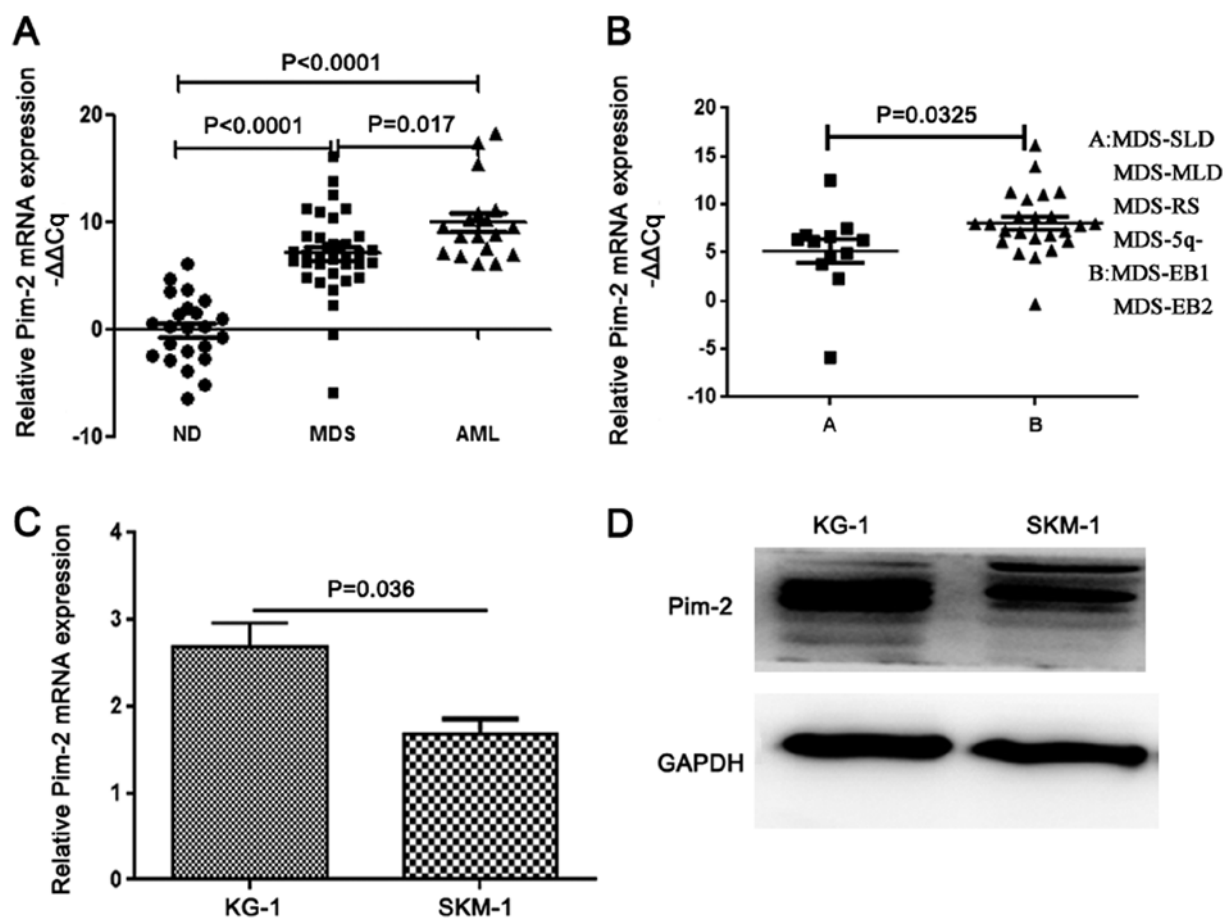 A
P<0.0001
P<0.0001
P=0.017
Relative Pim-2 mRNA expression
-ΔΔCq
20
10
0
-10
ND
MDS
AML
B
P=0.0325
Relative Pim-2 mRNA expression
-ΔΔCq
20
15
10
5
0
-5
-10
A
B
A:MDS-SLD
MDS-MLD
MDS-RS
MDS-5q-
B:MDS-EB1
MDS-EB2
C
Relative Pim-2 mRNA expression
4
3
2
1
0
P=0.036
KG-1
SKM-1
D
KG-1
SKM-1
Pim-2
GAPDH